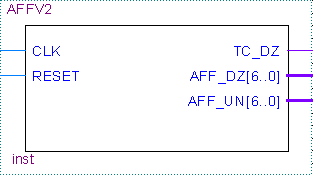 AFFV2
CLK TC_DZ
RESET AFF_DZ[6..0]
AFF_UN[6..0]
inst